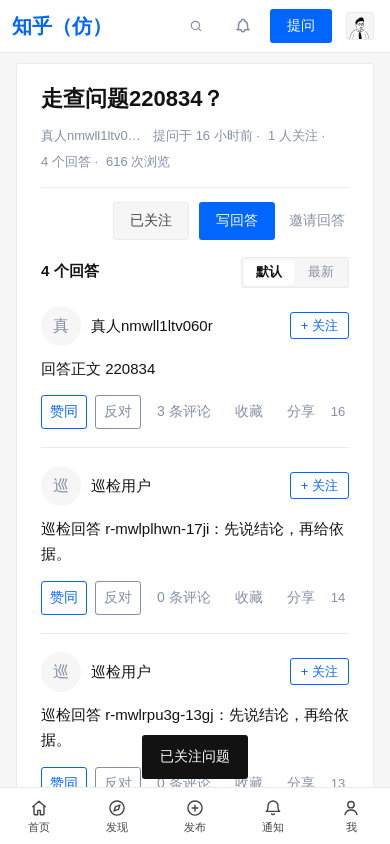 知乎（仿）
提问
走查问题220834？
真人nmwll1ltv0… 提问于 16 小时前 · 1 人关注 ·
4 个回答 · 616 次浏览
已关注 写回答 邀请回答
4 个回答 默认 最新
真 真人nmwll1ltv060r + 关注
回答正文 220834
赞同 反对 3 条评论 收藏 分享 16
巡 巡检用户 + 关注
巡检回答 r-mwlplhwn-17ji：先说结论，再给依
据。
赞同 反对 0 条评论 收藏 分享 14
巡 巡检用户 + 关注
巡检回答 r-mwlrpu3g-13gj：先说结论，再给依
据。
已关注问题
赞同 反对 0 条评论 收藏 分享 13
首页 发现 发布 通知 我